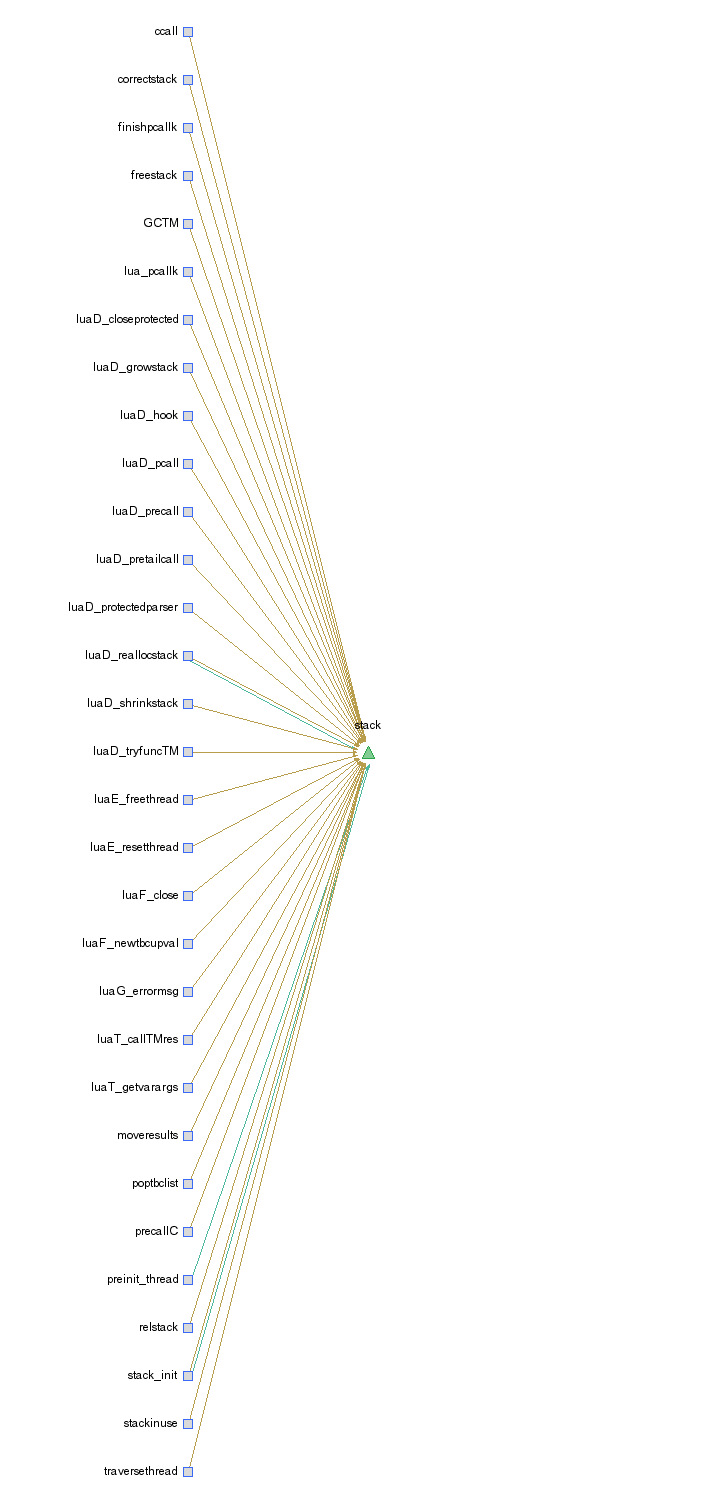 ccall
correctstack
finishpcallk
freestack
GCTM
lua_pcallk
luaD_closeprotected
luaD_growstack
luaD_hook
luaD_pcall
luaD_precall
luaD_pretailcall
luaD_protectedparser
luaD_reallocstack
luaD_shrinkstack
stack
luaD_tryfuncTM
luaE_freethread
luaE_resetthread
luaF_close
luaF_newtbcupval
luaG_errormsg
luaT_callTMres
luaT_getvarargs
moveresults
poptbclist
precallC
preinit_thread
relstack
stack_init
stackinuse
traversethread